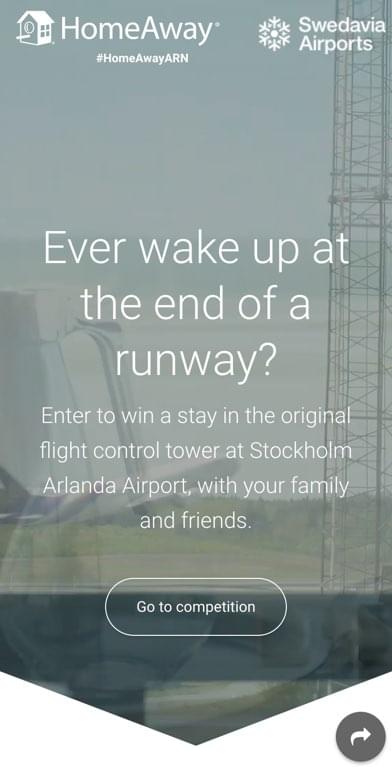 HomeAway®
#HomeAwayARN
Swedavia
Airports
Ever wake up at
the end of a
runway?
Enter to win a stay in the original
flight control tower at Stockholm
Arlanda Airport, with your family
and friends.
Go to competition